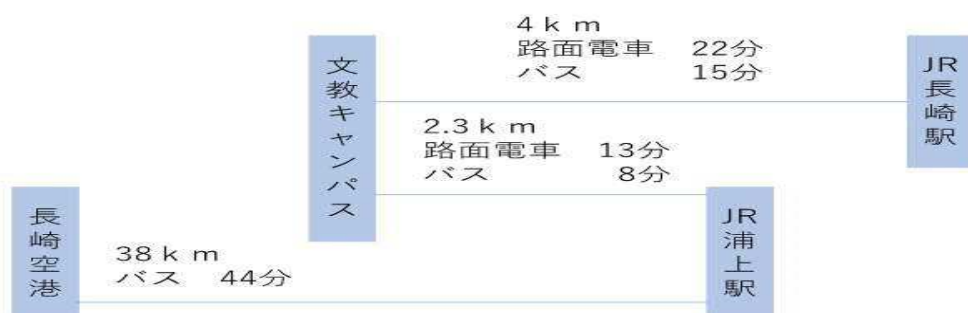 4ｋｍ
路面電車　22分
バス　15分
文教キャンパス
JR長崎駅
2.3ｋｍ
路面電車　13分
バス　8分
長崎空港
38ｋｍ
バス　44分
JR浦上駅